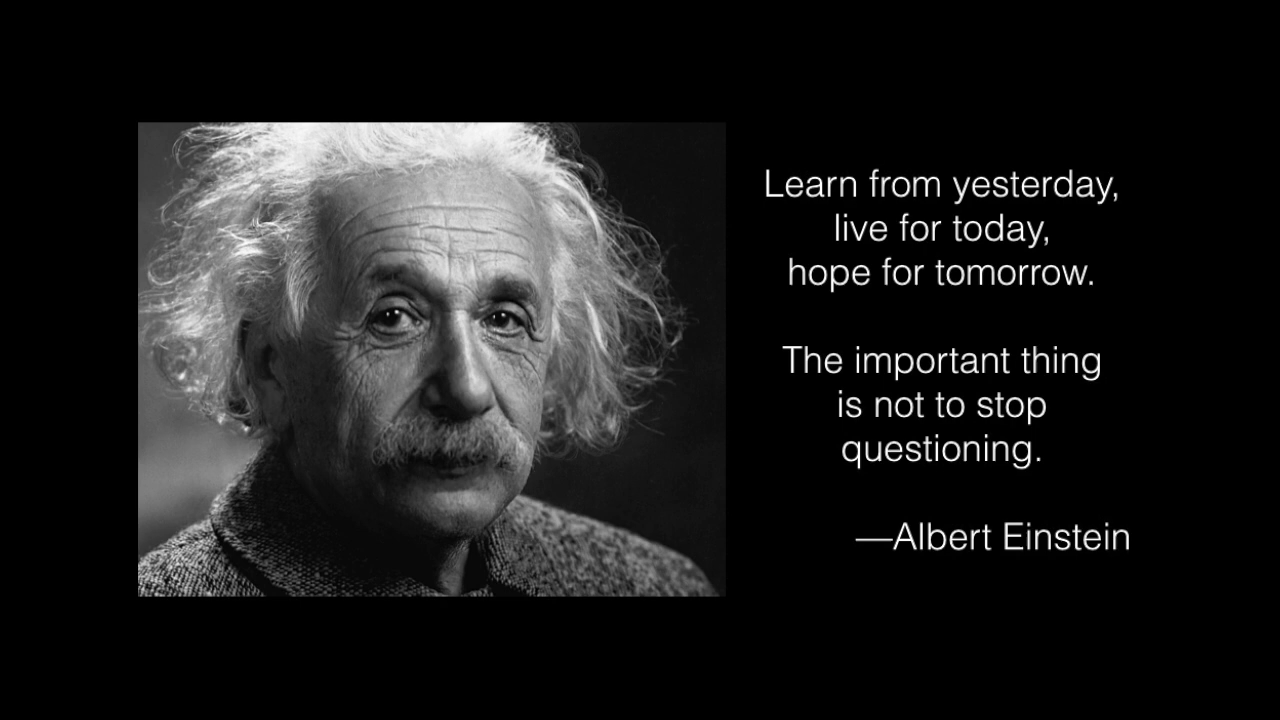 Learn from yesterday,
live for today,
hope for tomorrow.
The important thing
is not to stop
questioning.
—Albert Einstein